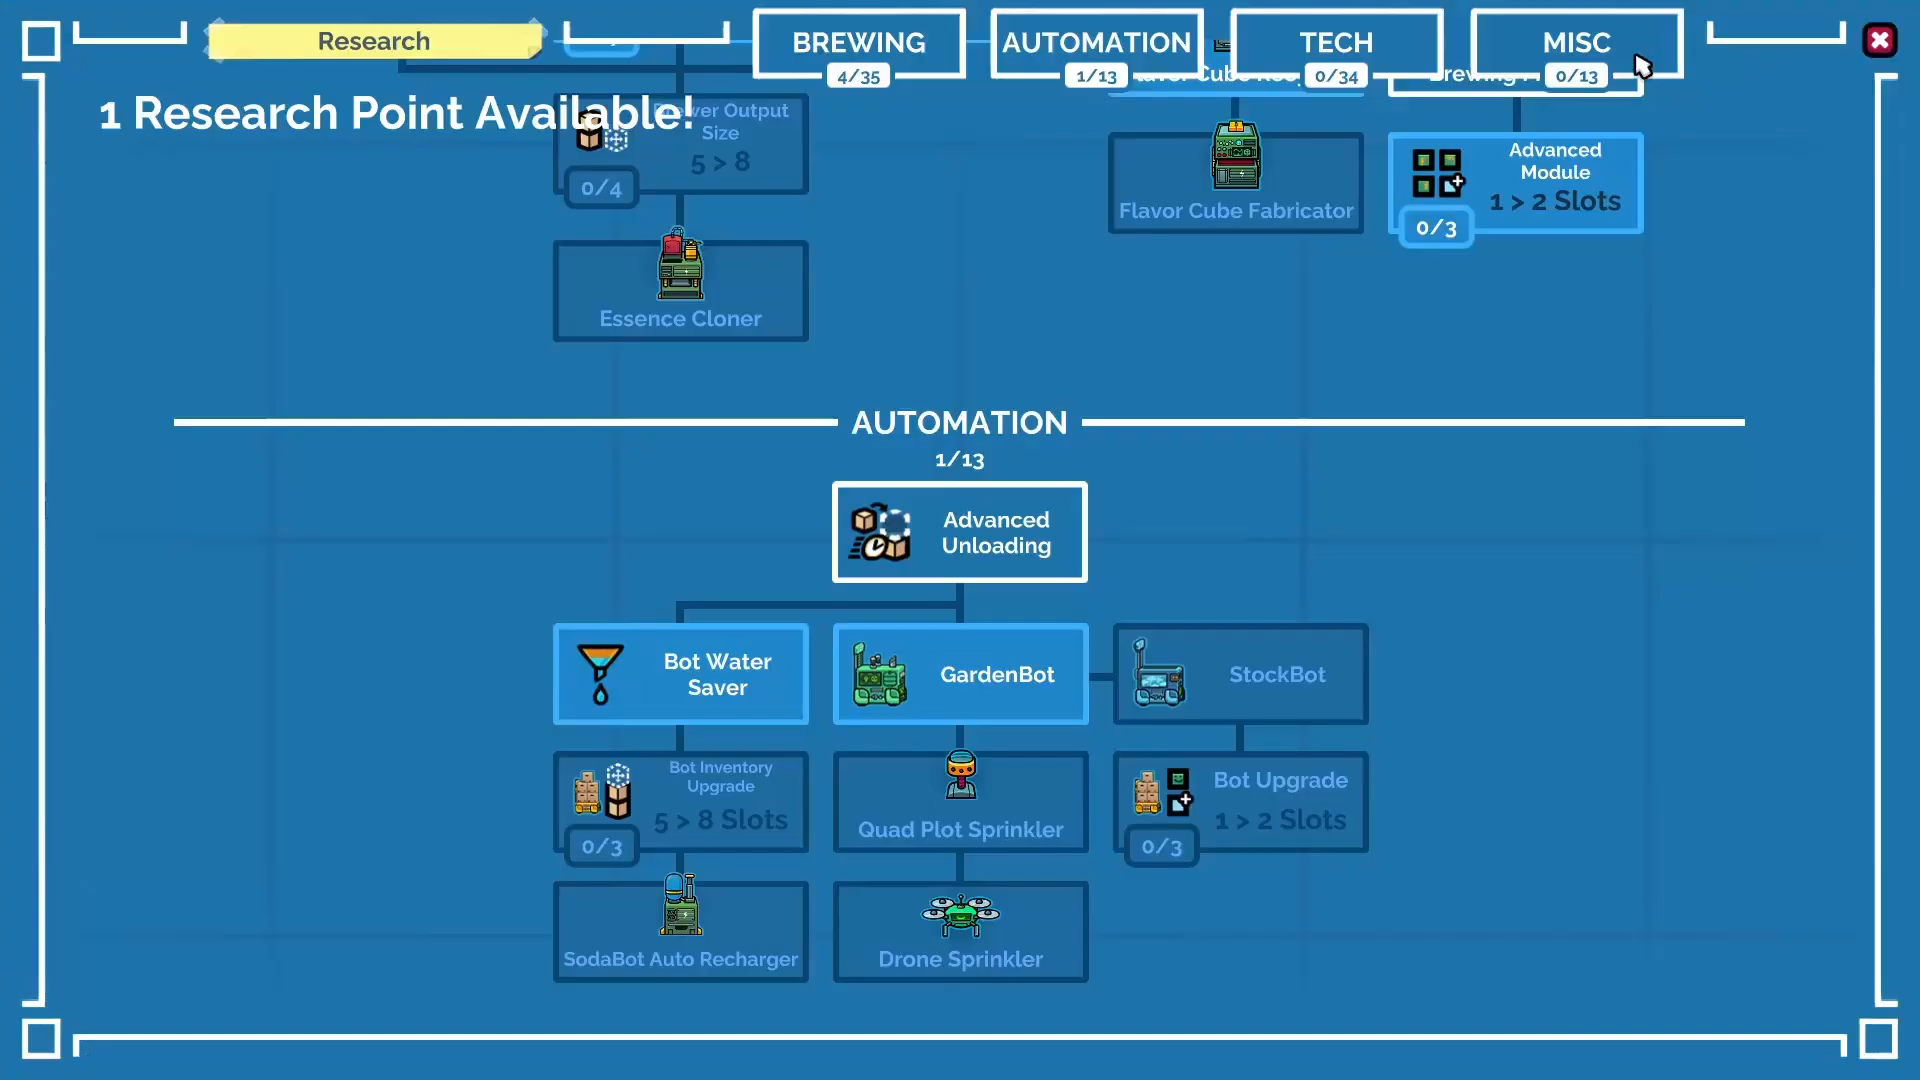 Research
BREWING
4/35
AUTOMATION
1/13
TECH
0/34
MISC
0/13
1 Research Point Available!
Output
Size
5 > 8
0/4
Essence Cloner
Flavor Cube Fabricator
Advanced
Module
1 > 2 Slots
0/3
AUTOMATION
1/13
Advanced
Unloading
Bot Water
Saver
GardenBot
StockBot
Bot Inventory
Upgrade
5 > 8 Slots
0/3
Quad Plot Sprinkler
Bot Upgrade
1 > 2 Slots
0/3
SodaBot Auto Recharger
Drone Sprinkler